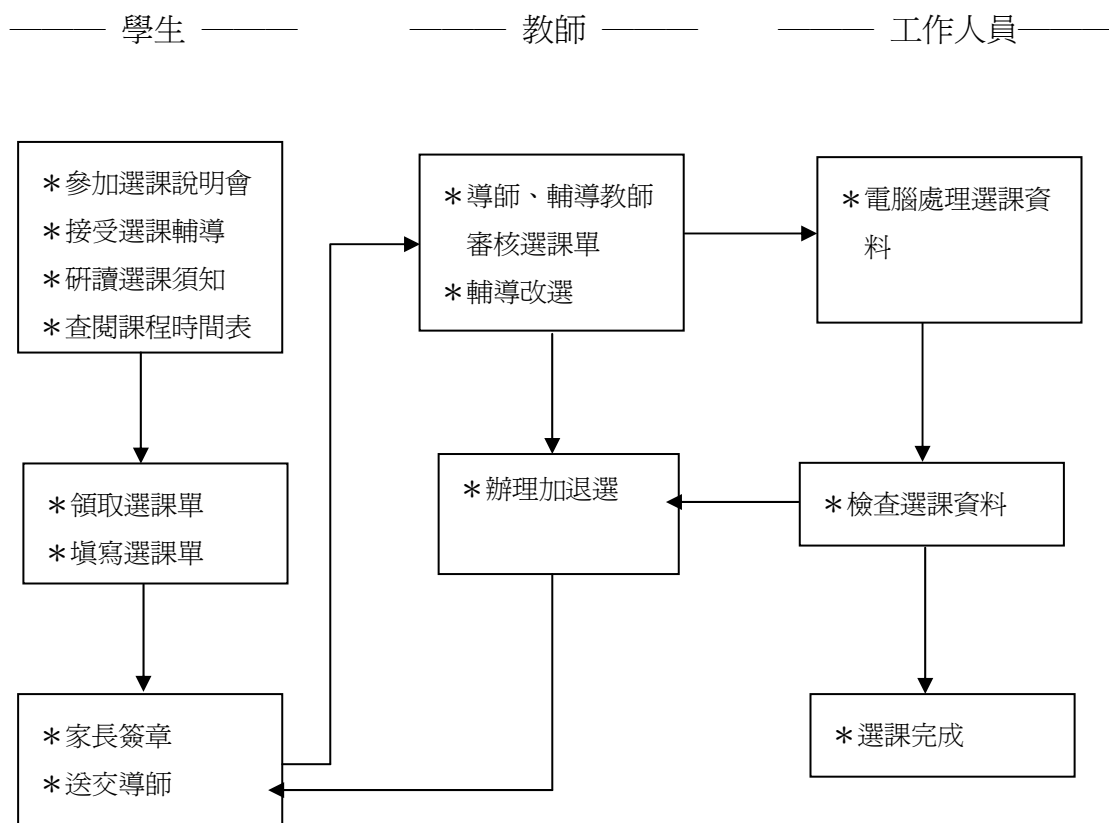 ——— 學生 ———
——— 教師 ———
——— 工作人員———
＊參加選課說明會
＊接受選課輔導
＊研讀選課須知
＊查閱課程時間表
＊領取選課單
＊填寫選課單
＊家長簽章
＊送交導師
＊導師、輔導教師
審核選課單
＊輔導改選
＊辦理加退選
＊電腦處理選課資
料
＊檢查選課資料
＊選課完成